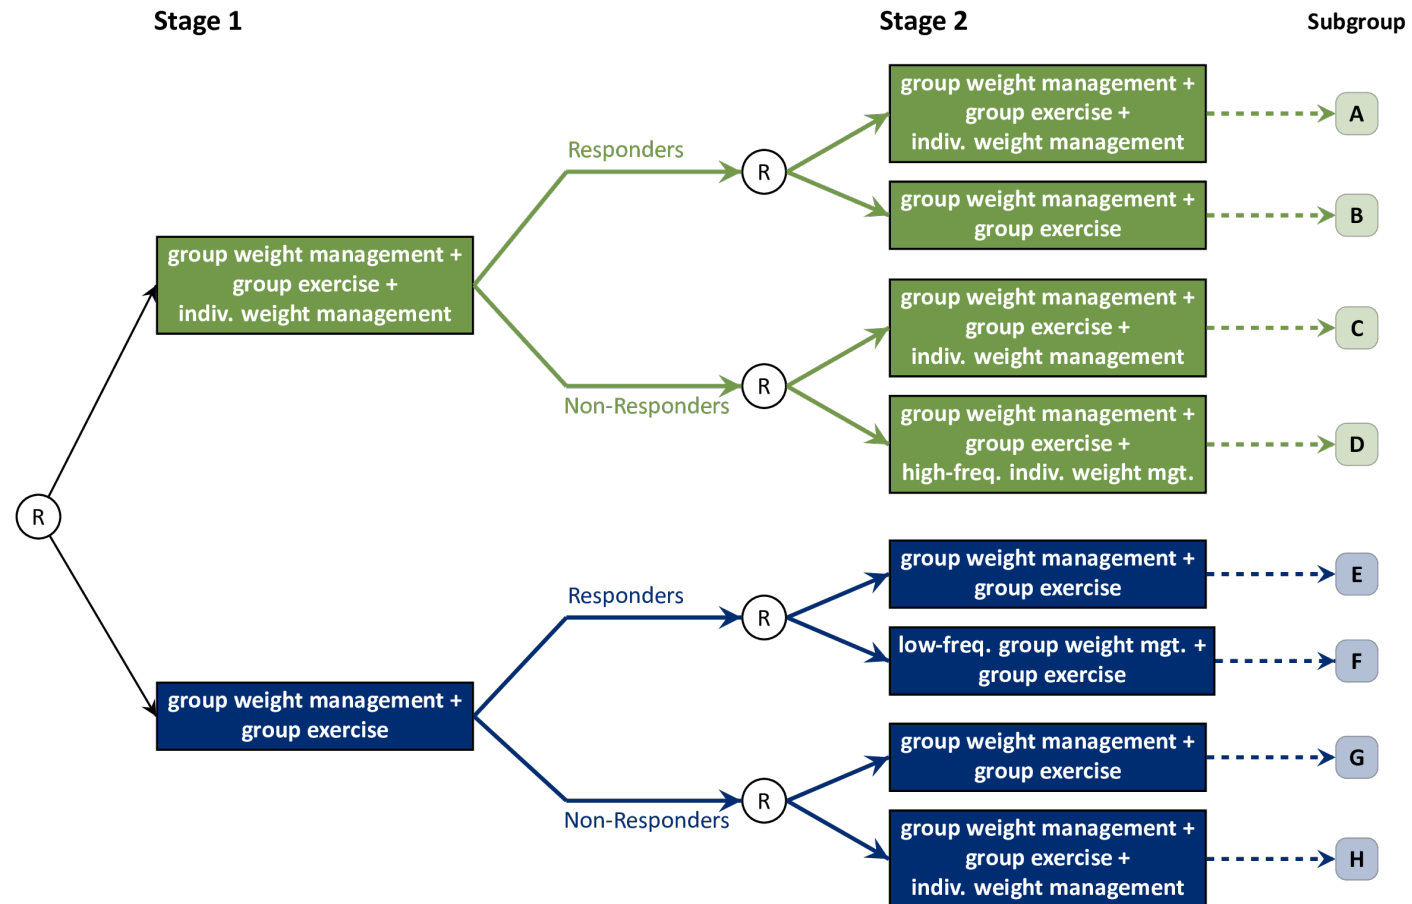 Stage 1
Stage 2
Subgroup
group weight management +
group exercise +
indiv. weight management
A
Responders
R
group weight management +
group exercise
B
group weight management +
group exercise +
indiv. weight management
group weight management +
group exercise +
indiv. weight management
C
R
Non-Responders
group weight management +
group exercise +
high-freq. indiv. weight mgt.
D
R
group weight management +
group exercise
E
Responders
R
low-freq. group weight mgt. +
group exercise
F
group weight management +
group exercise
group weight management +
group exercise
G
R
Non-Responders
group weight management +
group exercise +
indiv. weight management
H